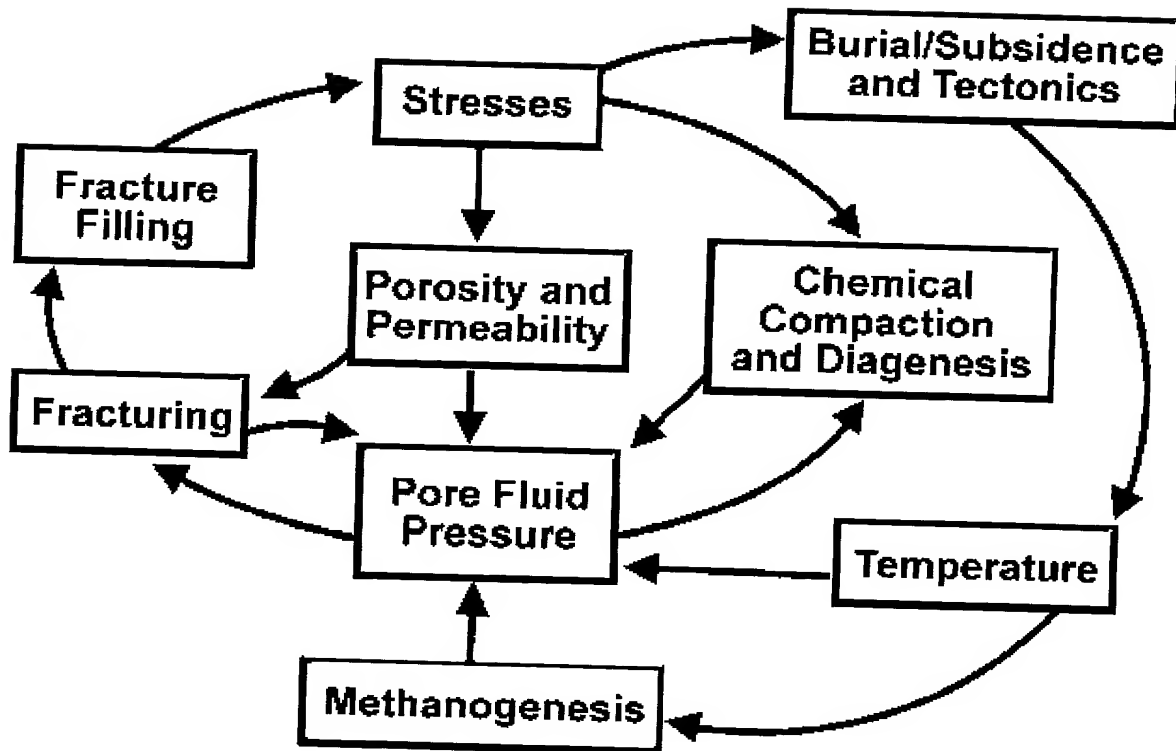 Burial/Subsidence
and Tectonics
Stresses
Fracture
Filling
Porosity and
Permeability
Chemical
Compaction
and Diagenesis
Fracturing
Pore Fluid
Pressure
Temperature
Methanogenesis